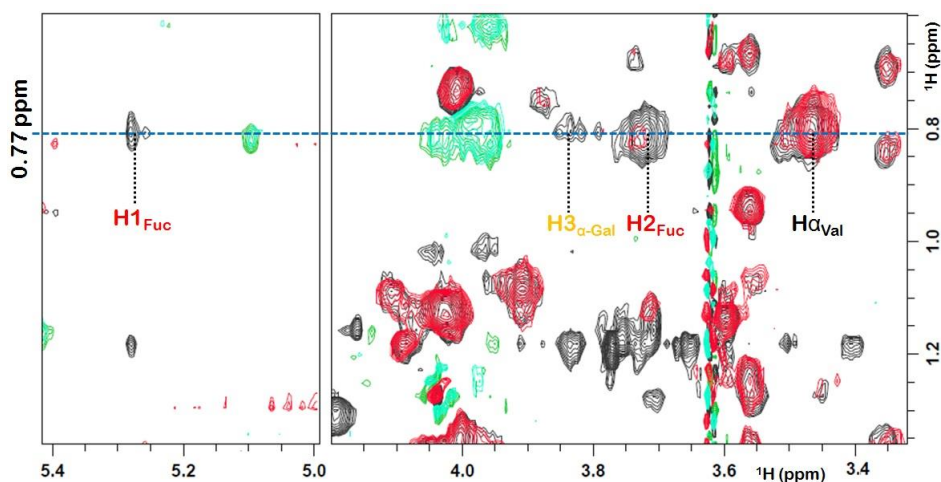 0.77 ppm
¹H (ppm)
0.8
1.0
1.2
H1Fuc
H3α-Gal
H2Fuc
HαVal
5.4
5.2
5.0
4.0
3.8
3.6
3.4
¹H (ppm)